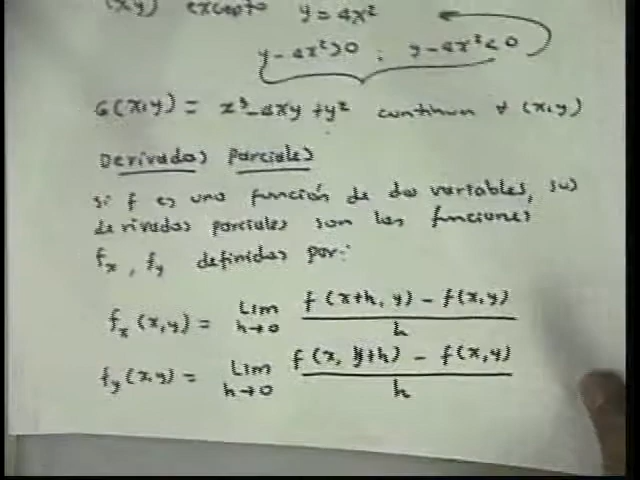 (x,y) excepto y = 4x²
y - 4x² > 0 ; y - 4x² < 0
G(x,y) = x³ - 4xy + y² continua ∀ (x,y)
Derivadas Parciales
si f es una función de dos variables, sus
derivadas parciales son las funciones
fx , fy definidas por:
fx (x,y) = Lim h→0 f (x+h, y) - f(x,y) / h
fy (x,y) = Lim h→0 f (x, y+h) - f(x,y) / h